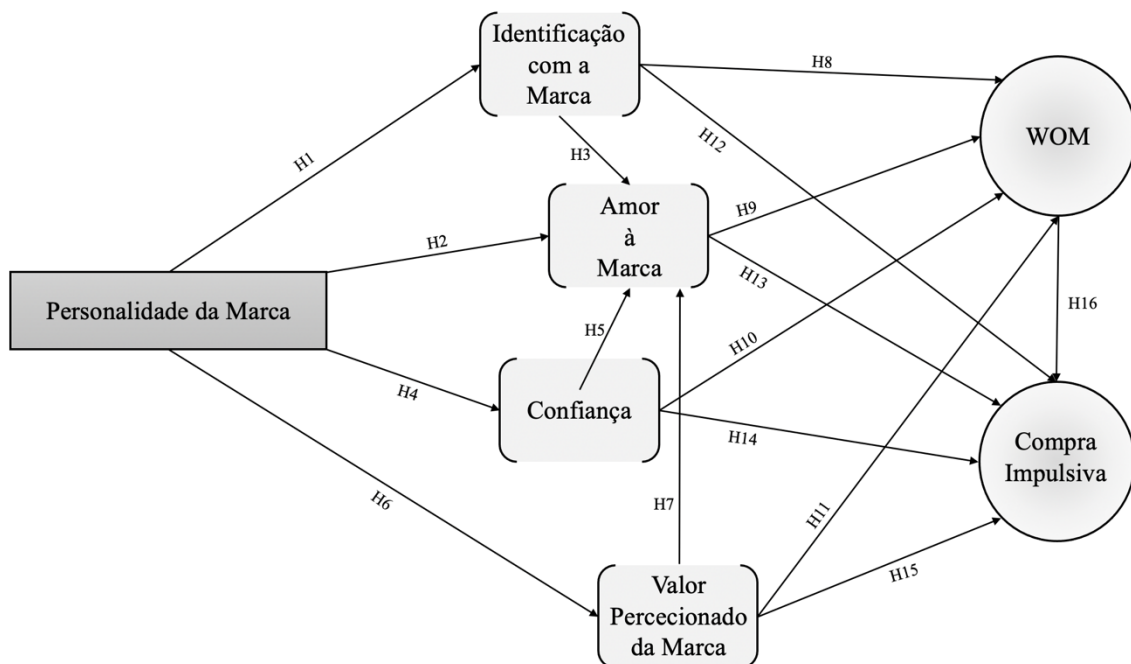 Identificação
com a
Marca
H8
WOM
H1
H12
H3
Amor
à
Marca
H9
H2
H13
Personalidade da Marca
H16
H5
H10
H4
Confiança
H14
Compra
Impulsiva
H6
H7
H11
H15
Valor
Percecionado
da Marca